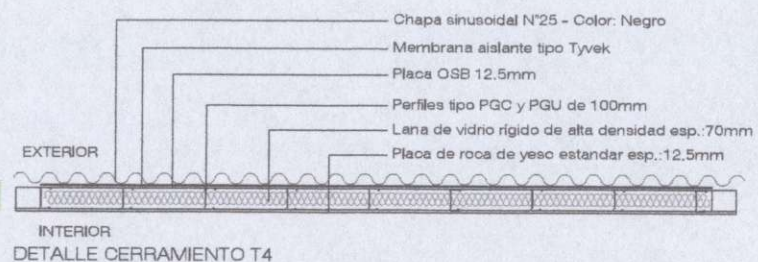 Chapa sinusoidal N°25 - Color: Negro
Membrana aislante tipo Tyvek
Placa OSB 12.5mm
Perfiles tipo PGC y PGU de 100mm
Lana de vidrio rígido de alta densidad esp.:70mm
Placa de roca de yeso estandar esp.:12.5mm
EXTERIOR
INTERIOR
DETALLE CERRAMIENTO T4